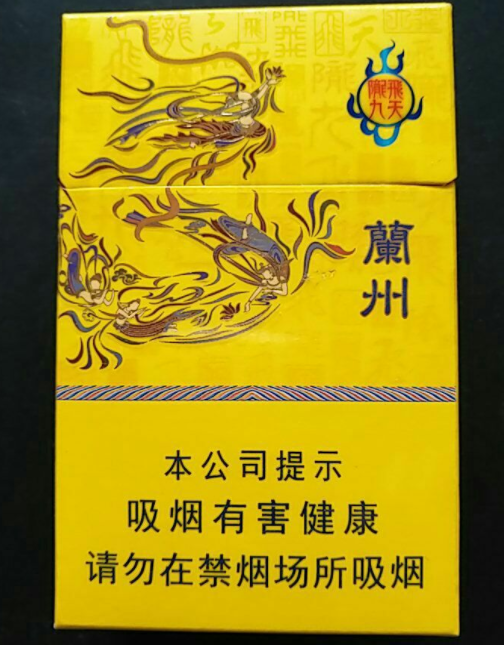 飛天
隴九
蘭州
本公司提示
吸烟有害健康
请勿在禁烟场所吸烟